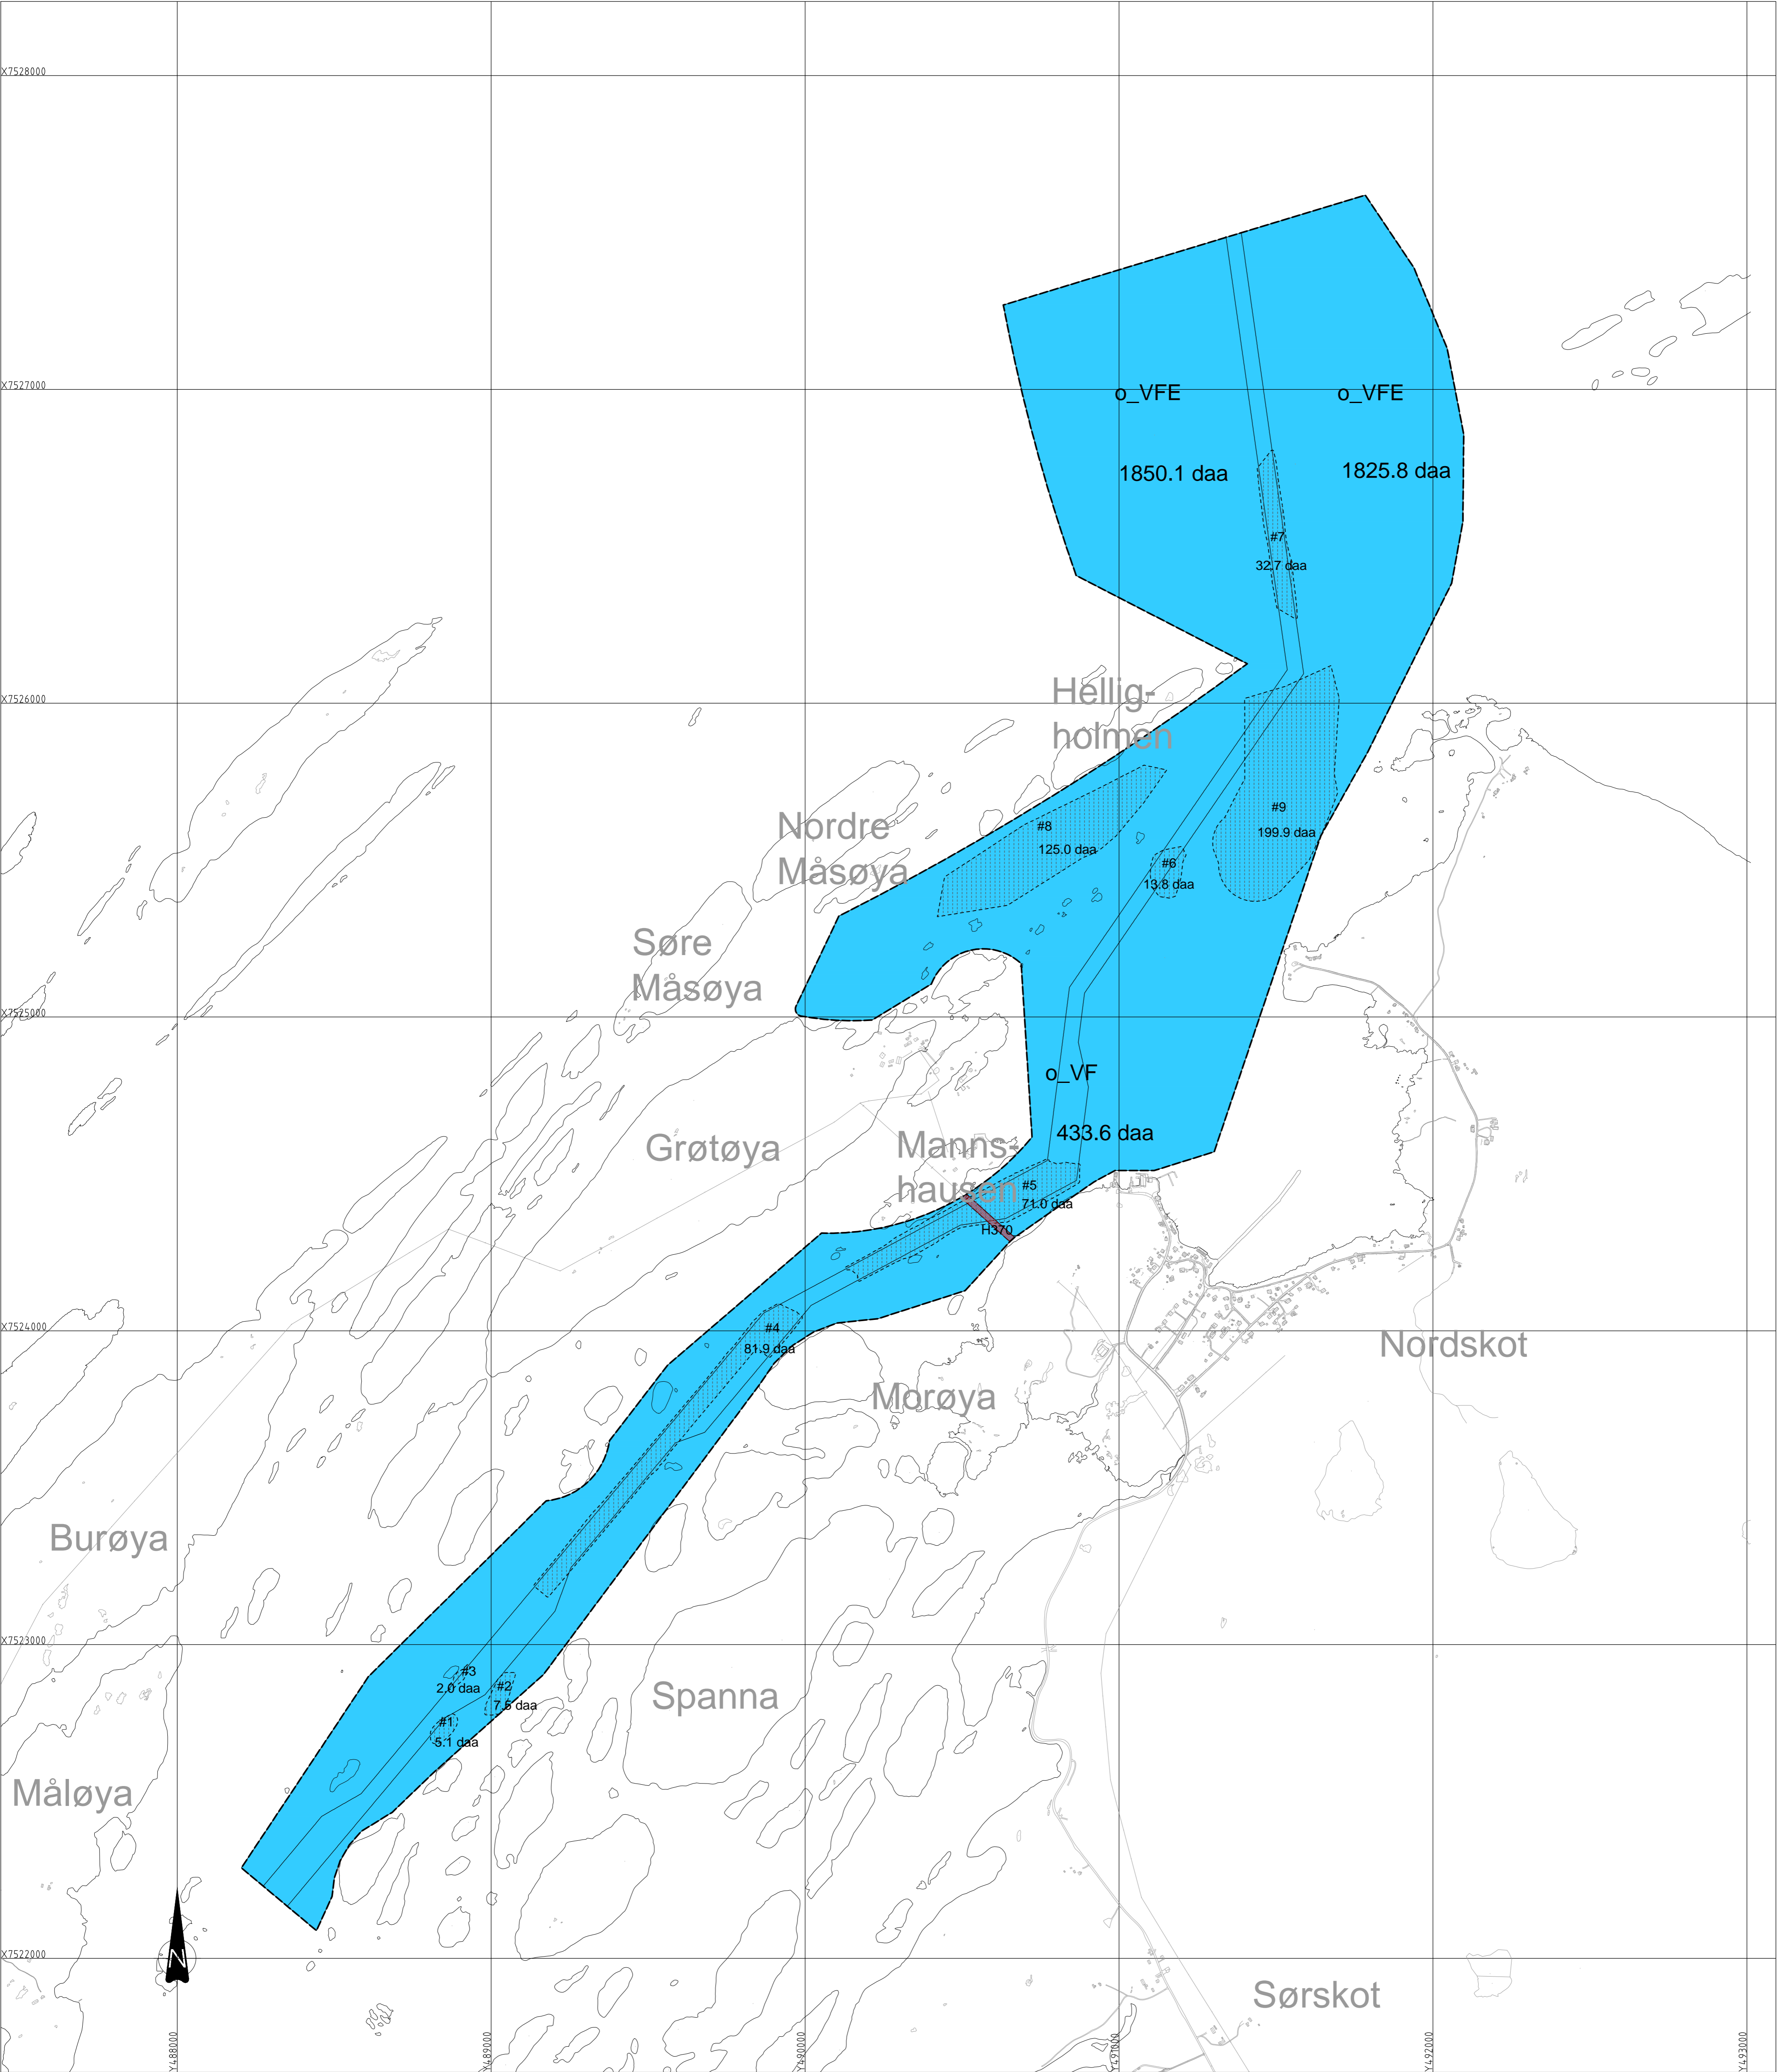 X7528000
X7527000
o_VFE
o_VFE
1850.1 daa
1825.8 daa
#7
32.7 daa
X7526000
Hellig-
holmen
Nordre
Måsøya
#8
125.0 daa
#9
199.9 daa
#6
13.8 daa
Søre
Måsøya
X7525000
o_VF
433.6 daa
Grøtøya
Manns-
hausen
#5
71.0 daa
H370
X7524000
#4
81.9 daa
Nordskot
Morøya
Burøya
X7523000
#3
2.0 daa
#2
7.6 daa
#1
5.1 daa
Spanna
Måløya
X7522000
N
Sørskot
Y488000
Y489000
Y490000
Y491000
Y492000
Y493000